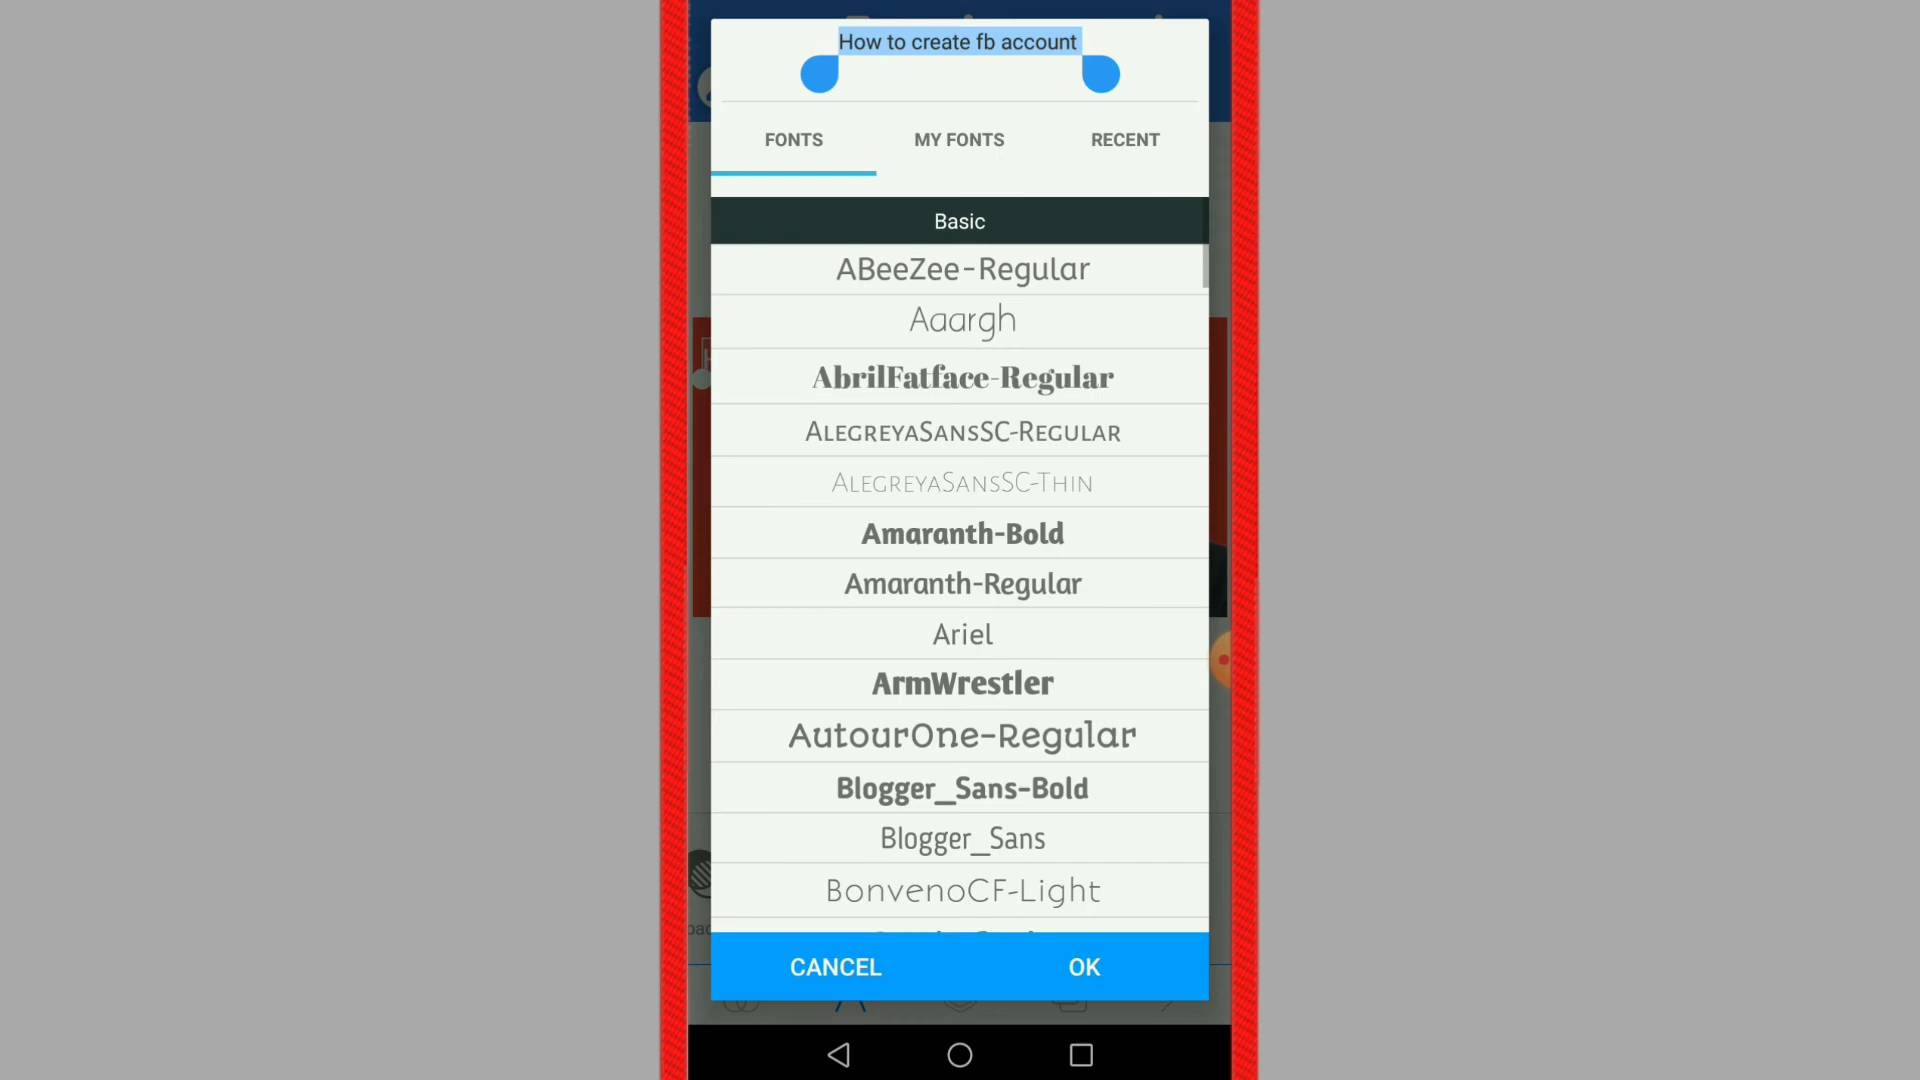 How to create fb account
FONTS
MY FONTS
RECENT
Basic
ABeeZee-Regular
Aaargh
AbrilFatface-Regular
AlegreyaSansSC-Regular
AlegreyaSansSC-Thin
Amaranth-Bold
Amaranth-Regular
Ariel
ArmWrestler
AutourOne-Regular
Blogger_Sans-Bold
Blogger_Sans
BonvenoCF-Light
CANCEL
OK